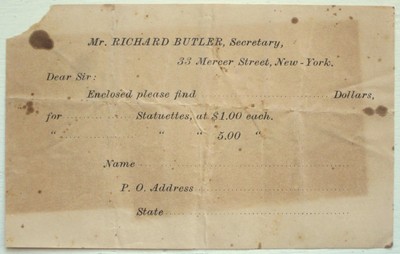 Mr. RICHARD BUTLER, Secretary,
33 Mercer Street, New-York.
Dear Sir:
Enclosed please find .......... Dollars,
for .......... Statuettes, at $1.00 each.
" .......... " " 5.00 "
Name ..........
P. O. Address ..........
State ..........